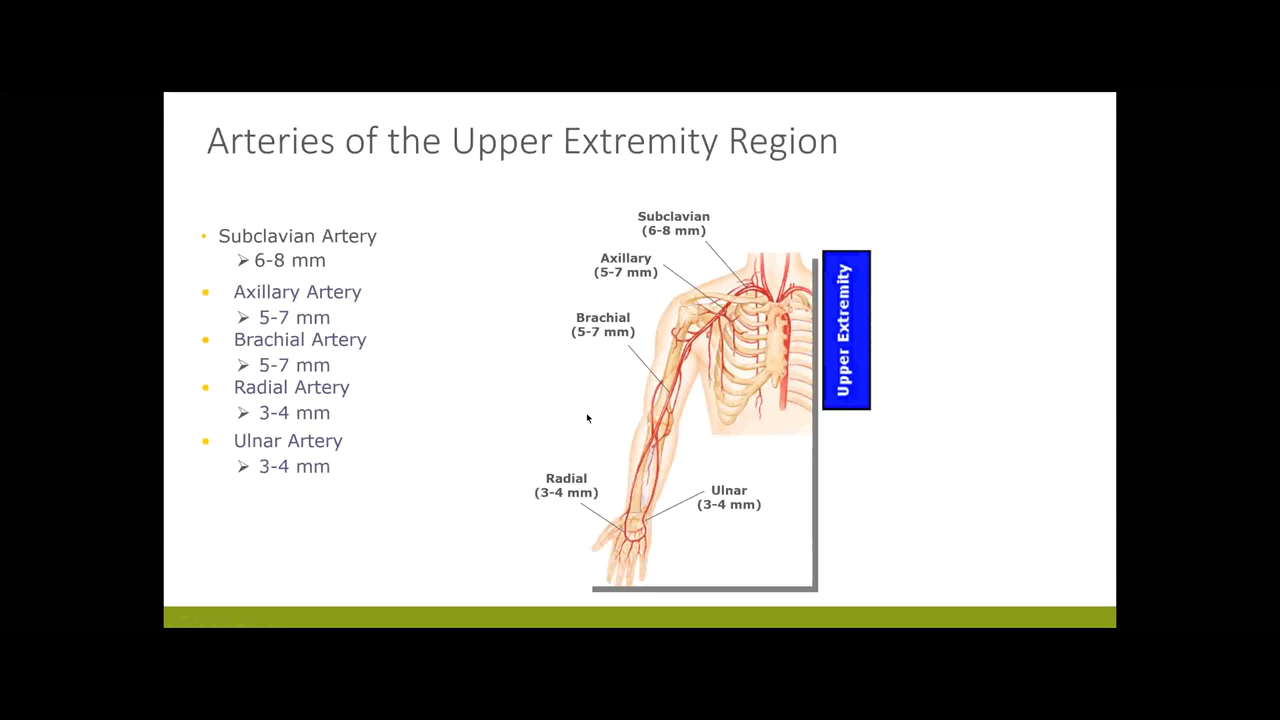 Arteries of the Upper Extremity Region
• Subclavian Artery
➢ 6-8 mm
• Axillary Artery
➢ 5-7 mm
• Brachial Artery
➢ 5-7 mm
• Radial Artery
➢ 3-4 mm
• Ulnar Artery
➢ 3-4 mm
Subclavian
(6-8 mm)
Axillary
(5-7 mm)
Brachial
(5-7 mm)
Radial
(3-4 mm)
Ulnar
(3-4 mm)
Upper Extremity